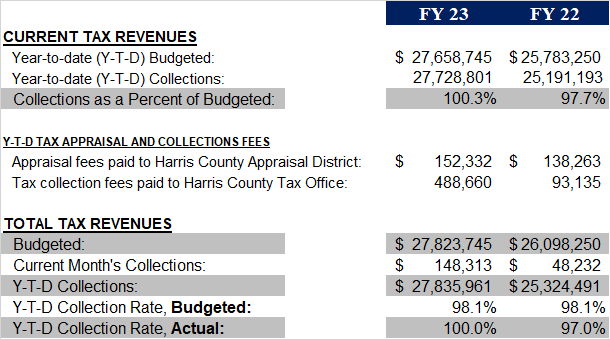 FY 23 FY 22
CURRENT TAX REVENUES
Year-to-date (Y-T-D) Budgeted: $ 27,658,745 $ 25,783,250
Year-to-date (Y-T-D) Collections: 27,728,801 25,191,193
Collections as a Percent of Budgeted: 100.3% 97.7%
Y-T-D TAX APPRAISAL AND COLLECTIONS FEES
Appraisal fees paid to Harris County Appraisal District: $ 152,332 $ 138,263
Tax collection fees paid to Harris County Tax Office: 488,660 93,135
TOTAL TAX REVENUES
Budgeted: $ 27,823,745 $ 26,098,250
Current Month's Collections: $ 148,313 $ 48,232
Y-T-D Collections: $ 27,835,961 $ 25,324,491
Y-T-D Collection Rate, Budgeted: 98.1% 98.1%
Y-T-D Collection Rate, Actual: 100.0% 97.0%